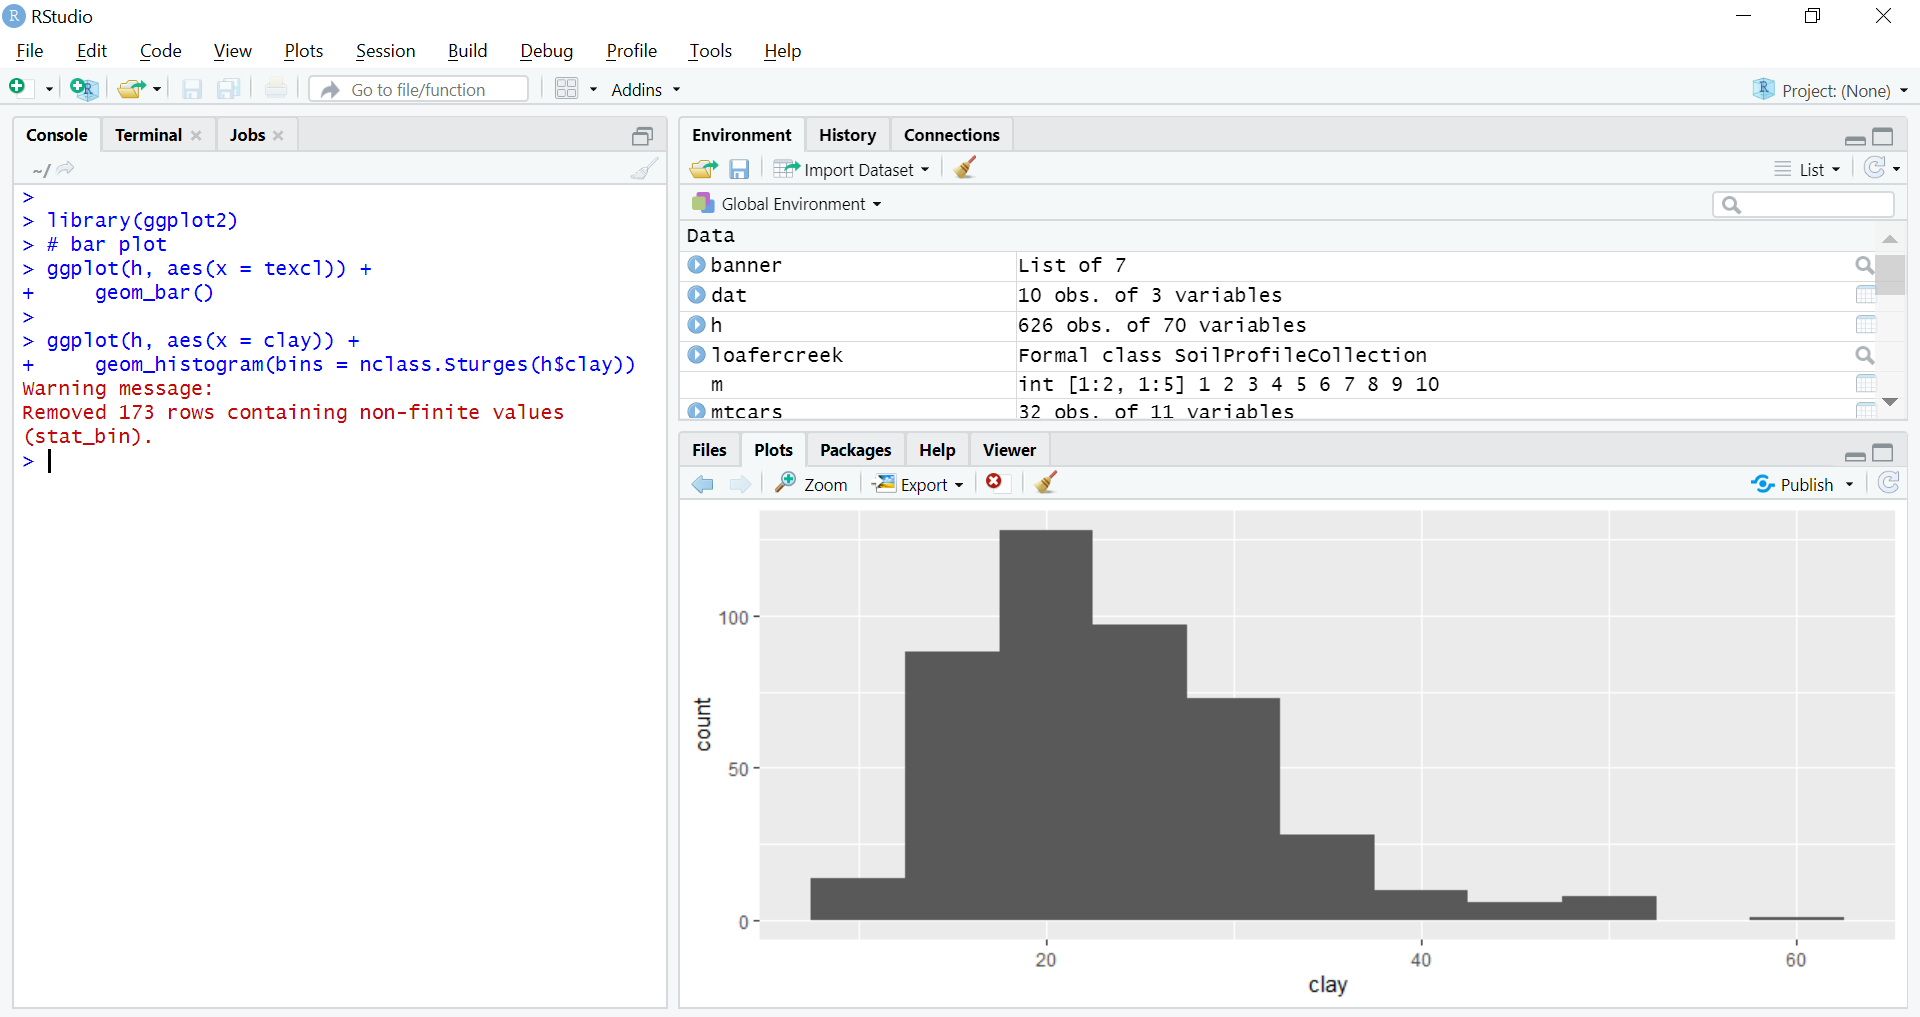 RStudio
File Edit Code View Plots Session Build Debug Profile Tools Help
Go to file/function Addins R Project: (None)
Console Terminal Jobs
~/
>
> library(ggplot2)
> # bar plot
> ggplot(h, aes(x = texcl)) +
+     geom_bar()
>
> ggplot(h, aes(x = clay)) +
+     geom_histogram(bins = nclass.Sturges(h$clay))
Warning message:
Removed 173 rows containing non-finite values
(stat_bin).
>
Environment History Connections
Import Dataset List
Global Environment
Data
banner List of 7
dat 10 obs. of 3 variables
h 626 obs. of 70 variables
loafercreek Formal class SoilProfileCollection
m int [1:2, 1:5] 1 2 3 4 5 6 7 8 9 10
mtcars 32 obs. of 11 variables
Files Plots Packages Help Viewer
Zoom Export Publish
100
50
0
count
20 40 60
clay